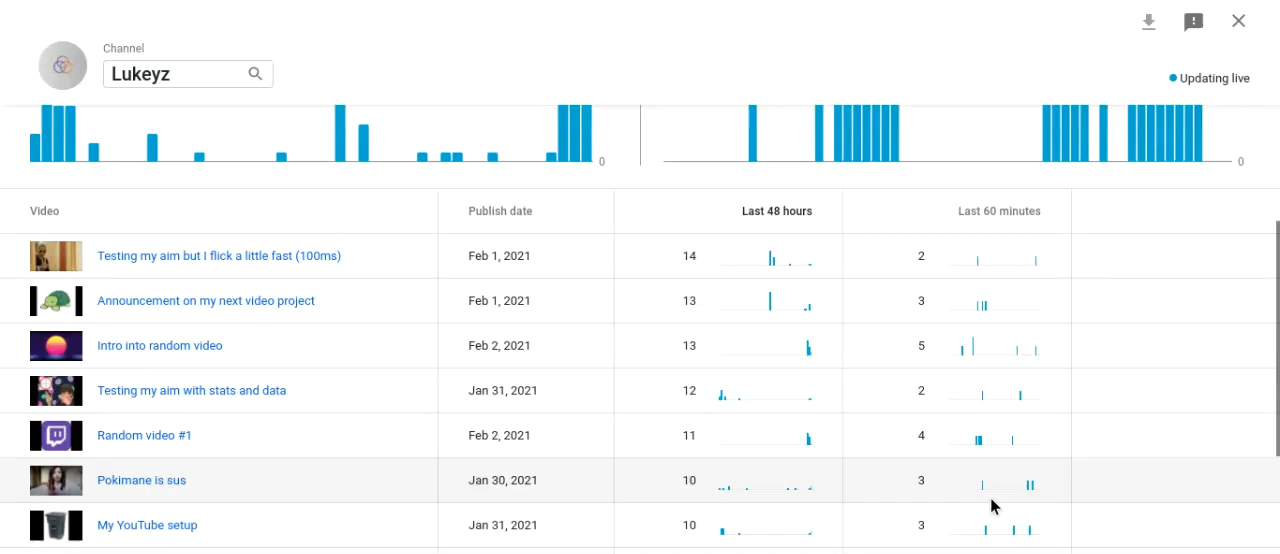 Channel
Lukeyz
Updating live
0
0
Video Publish date Last 48 hours Last 60 minutes
Testing my aim but I flick a little fast (100ms) Feb 1, 2021 14 2
Announcement on my next video project Feb 1, 2021 13 3
Intro into random video Feb 2, 2021 13 5
Testing my aim with stats and data Jan 31, 2021 12 2
Random video #1 Feb 2, 2021 11 4
Pokimane is sus Jan 30, 2021 10 3
My YouTube setup Jan 31, 2021 10 3